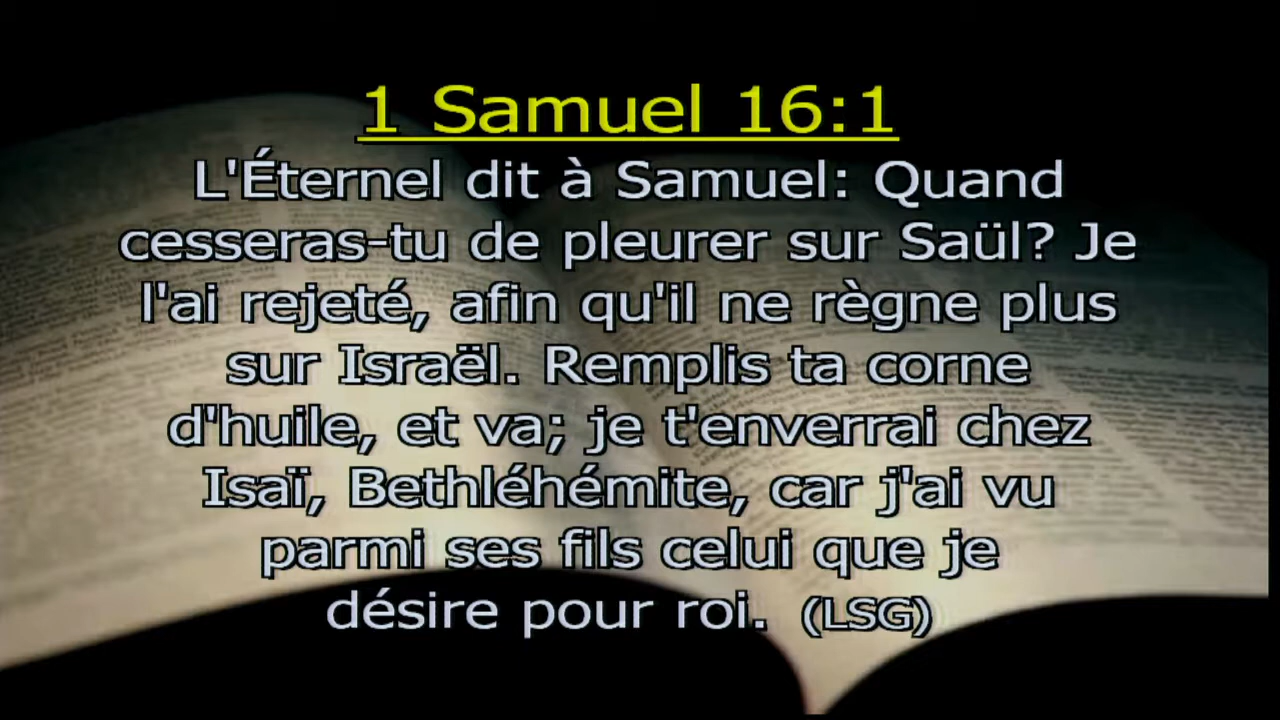 1 Samuel 16:1
L'Éternel dit à Samuel: Quand
cesseras-tu de pleurer sur Saül? Je
l'ai rejeté, afin qu'il ne règne plus
sur Israël. Remplis ta corne
d'huile, et va; je t'enverrai chez
Isaï, Bethléhémite, car j'ai vu
parmi ses fils celui que je
désire pour roi. (LSG)